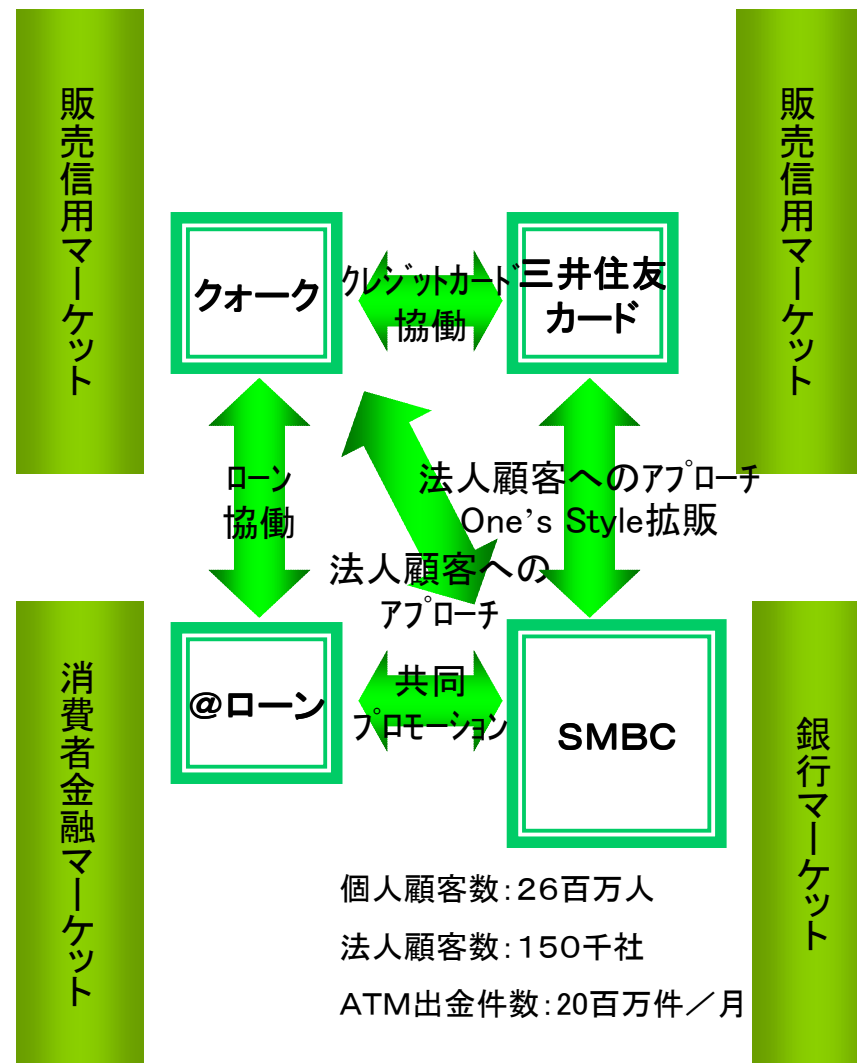 販売信用マーケット
販売信用マーケット
クォーク
クレジットカード
協働
三井住友
カード
ローン
協働
法人顧客へのアプローチ
One's Style拡販
法人顧客への
アプローチ
消費者金融マーケット
@ローン
共同
プロモーション
SMBC
銀行マーケット
個人顧客数:26百万人
法人顧客数:150千社
ATM出金件数:20百万件/月